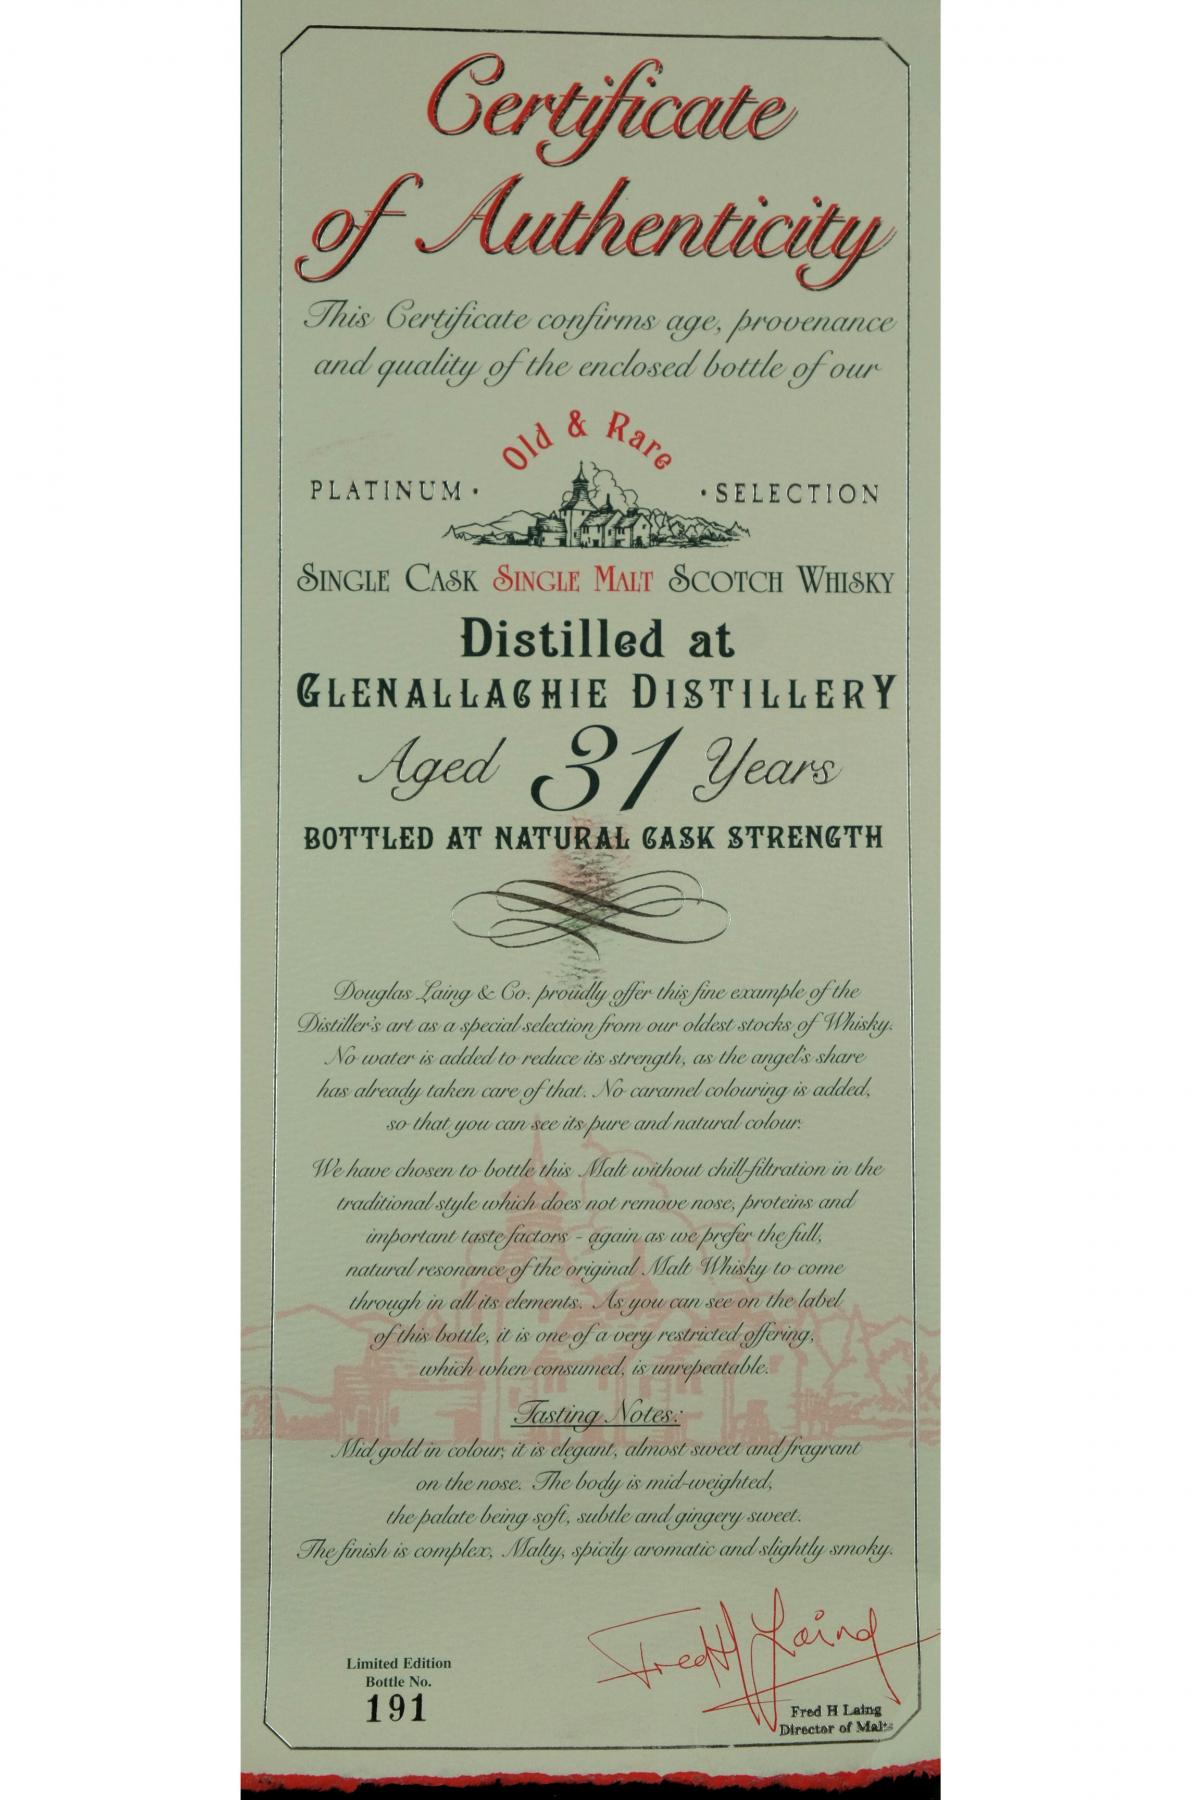 Certificate
of Authenticity
This Certificate confirms age, provenance
and quality of the enclosed bottle of our
Old & Rare
PLATINUM · · SELECTION
SINGLE CASK SINGLE MALT SCOTCH WHISKY
Distilled at
GLENALLACHIE DISTILLERY
Aged 31 Years
BOTTLED AT NATURAL CASK STRENGTH
Douglas Laing & Co. proudly offer this fine example of the
Distiller's art as a special selection from our oldest stocks of Whisky.
No water is added to reduce its strength, as the angel's share
has already taken care of that. No caramel colouring is added,
so that you can see its pure and natural colour.
We have chosen to bottle this Malt without chill-filtration in the
traditional style which does not remove nose, proteins and
important taste factors - again as we prefer the full,
natural resonance of the original Malt Whisky to come
through in all its elements. As you can see on the label
of this bottle, it is one of a very restricted offering,
which when consumed, is unrepeatable.
Tasting Notes:
Mid gold in colour, it is elegant, almost sweet and fragrant
on the nose. The body is mid-weighted,
the palate being soft, subtle and gingery sweet.
The finish is complex, Malty, spicily aromatic and slightly smoky.
Fred H Laing
Limited Edition
Bottle No.
191
Fred H Laing
Director of Malts